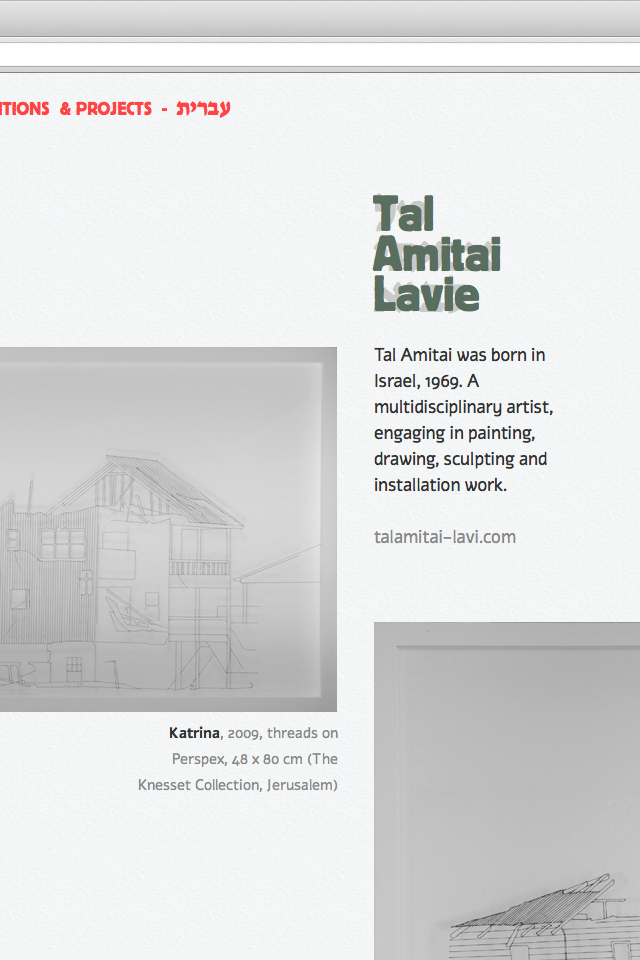 ITIONS & PROJECTS - עברית
Tal
Amitai
Lavie
Tal Amitai was born in
Israel, 1969. A
multidisciplinary artist,
engaging in painting,
drawing, sculpting and
installation work.
talamitai-lavi.com
Katrina, 2009, threads on
Perspex, 48 x 80 cm (The
Knesset Collection, Jerusalem)